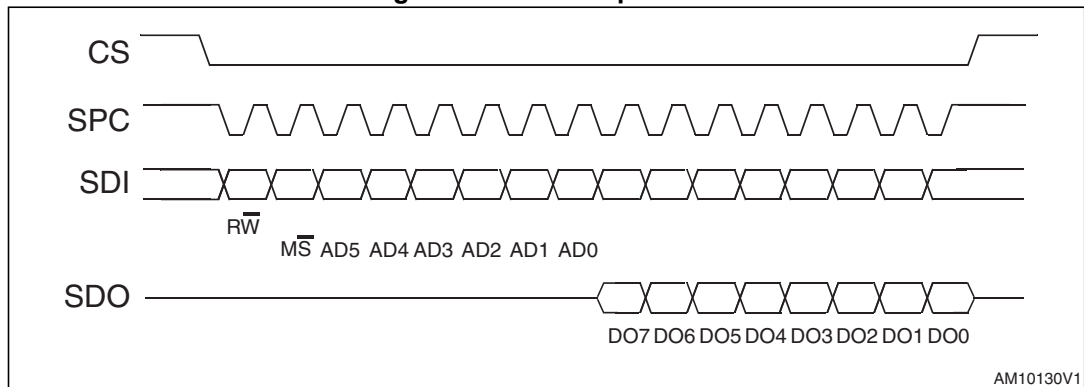 CS
SPC
SDI
RW̅
MS̅ AD5 AD4 AD3 AD2 AD1 AD0
SDO
DO7 DO6 DO5 DO4 DO3 DO2 DO1 DO0
AM10130V1